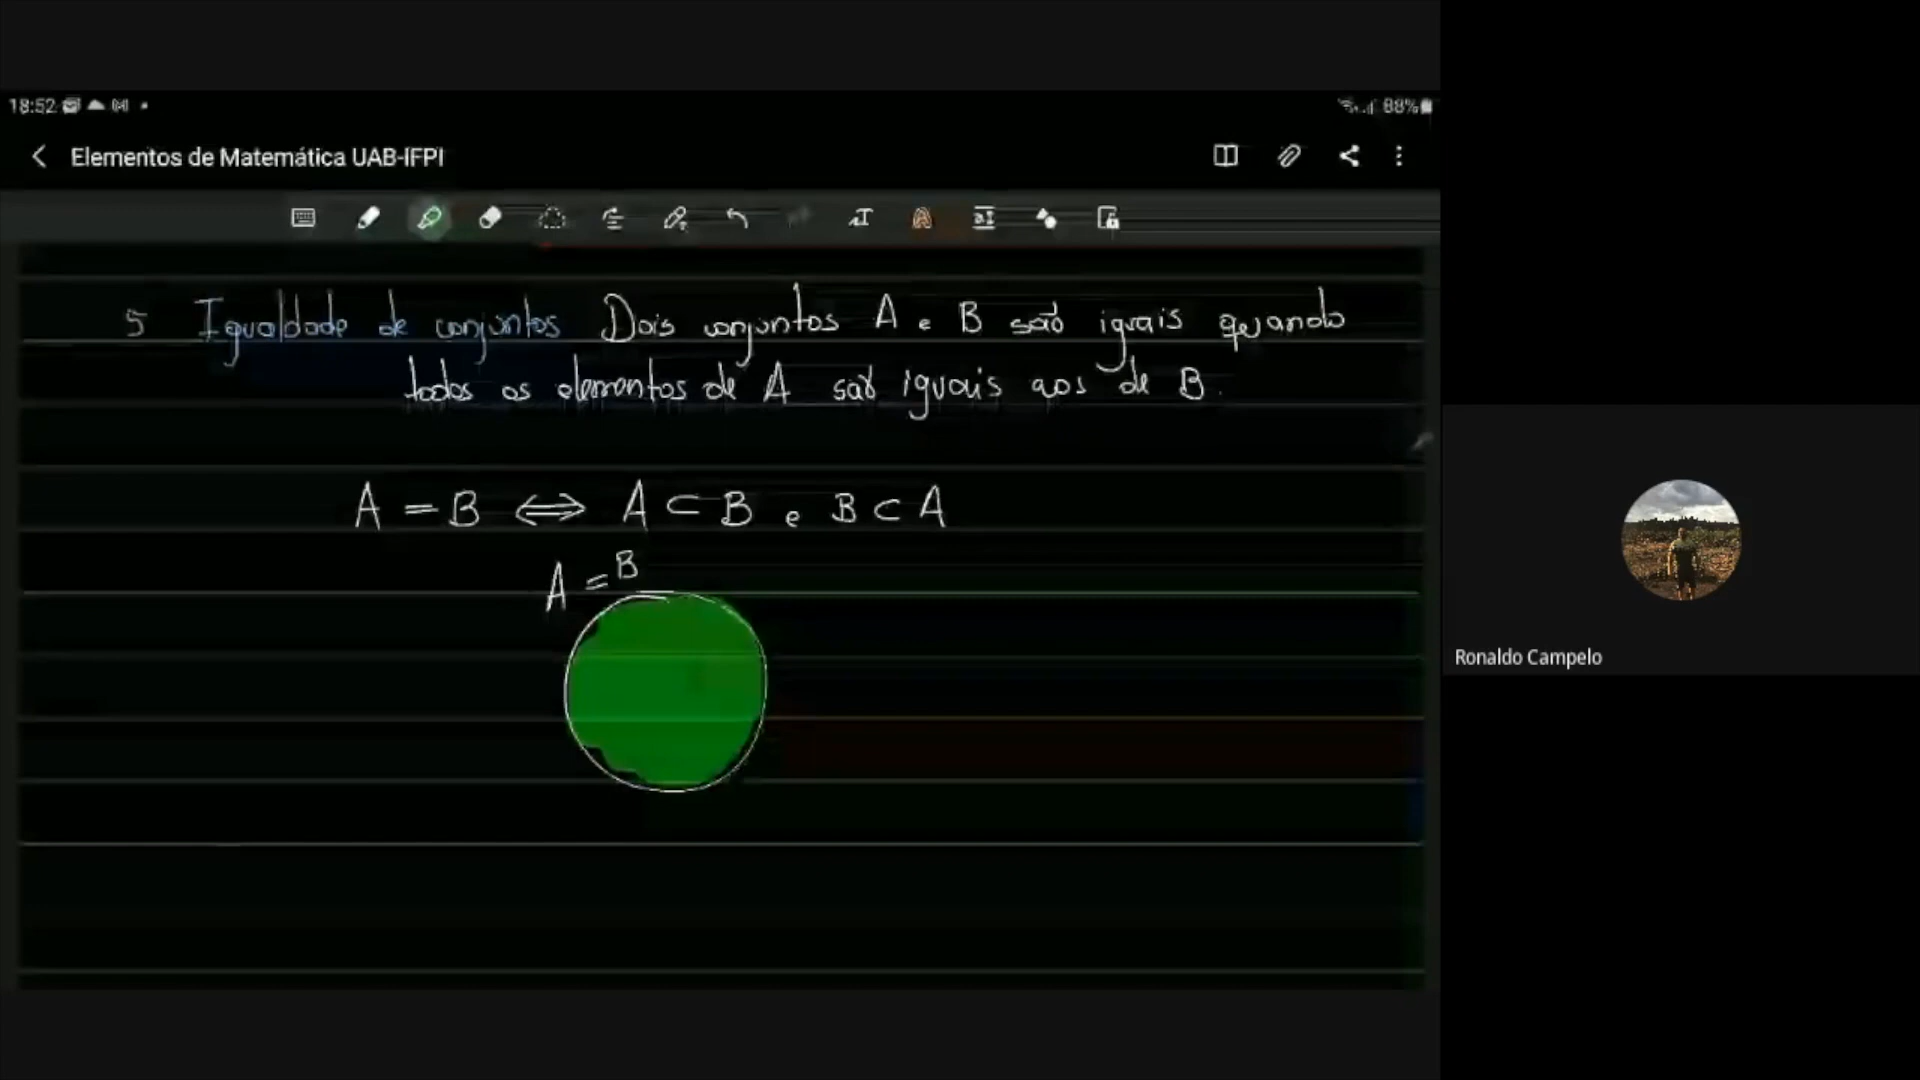 18:52
88%
Elementos de Matemática UAB-IFPI
5 Igualdade de conjuntos Dois conjuntos A e B são iguais quando
todos os elementos de A são iguais aos de B.
A = B ⟺ A ⊂ B e B ⊂ A
A = B
Ronaldo Campelo